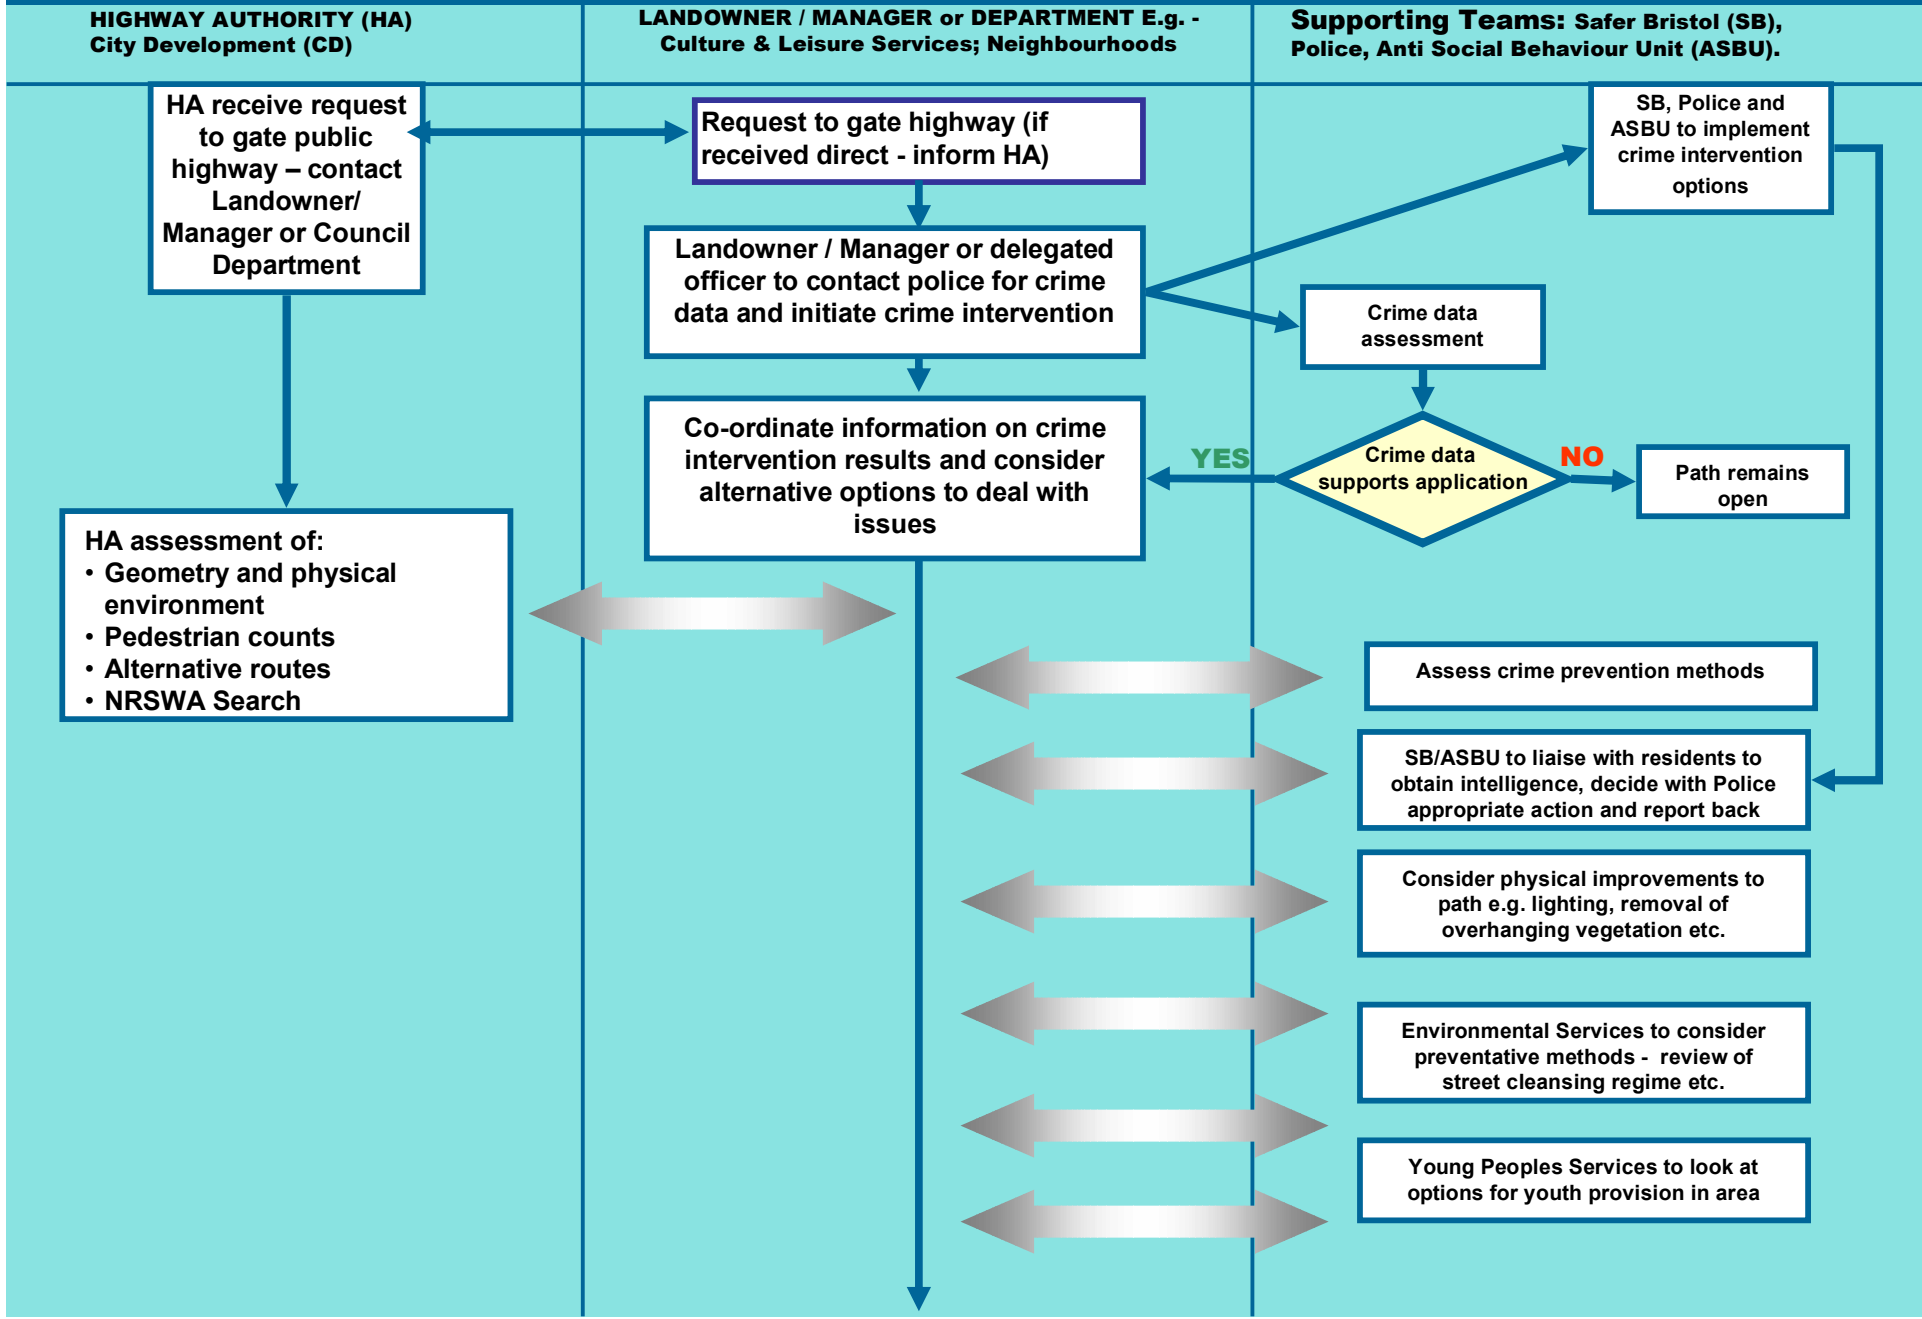 HIGHWAY AUTHORITY (HA)
City Development (CD)
LANDOWNER / MANAGER or DEPARTMENT E.g. -
Culture & Leisure Services; Neighbourhoods
Supporting Teams: Safer Bristol (SB),
Police, Anti Social Behaviour Unit (ASBU).
HA receive request
to gate public
highway – contact
Landowner/
Manager or Council
Department
Request to gate highway (if
received direct - inform HA)
SB, Police and
ASBU to implement
crime intervention
options
Landowner / Manager or delegated
officer to contact police for crime
data and initiate crime intervention
Crime data
assessment
Co-ordinate information on crime
intervention results and consider
alternative options to deal with
issues
YES
Crime data
supports application
NO
Path remains
open
HA assessment of:
• Geometry and physical
environment
• Pedestrian counts
• Alternative routes
• NRSWA Search
Assess crime prevention methods
SB/ASBU to liaise with residents to
obtain intelligence, decide with Police
appropriate action and report back
Consider physical improvements to
path e.g. lighting, removal of
overhanging vegetation etc.
Environmental Services to consider
preventative methods - review of
street cleansing regime etc.
Young Peoples Services to look at
options for youth provision in area